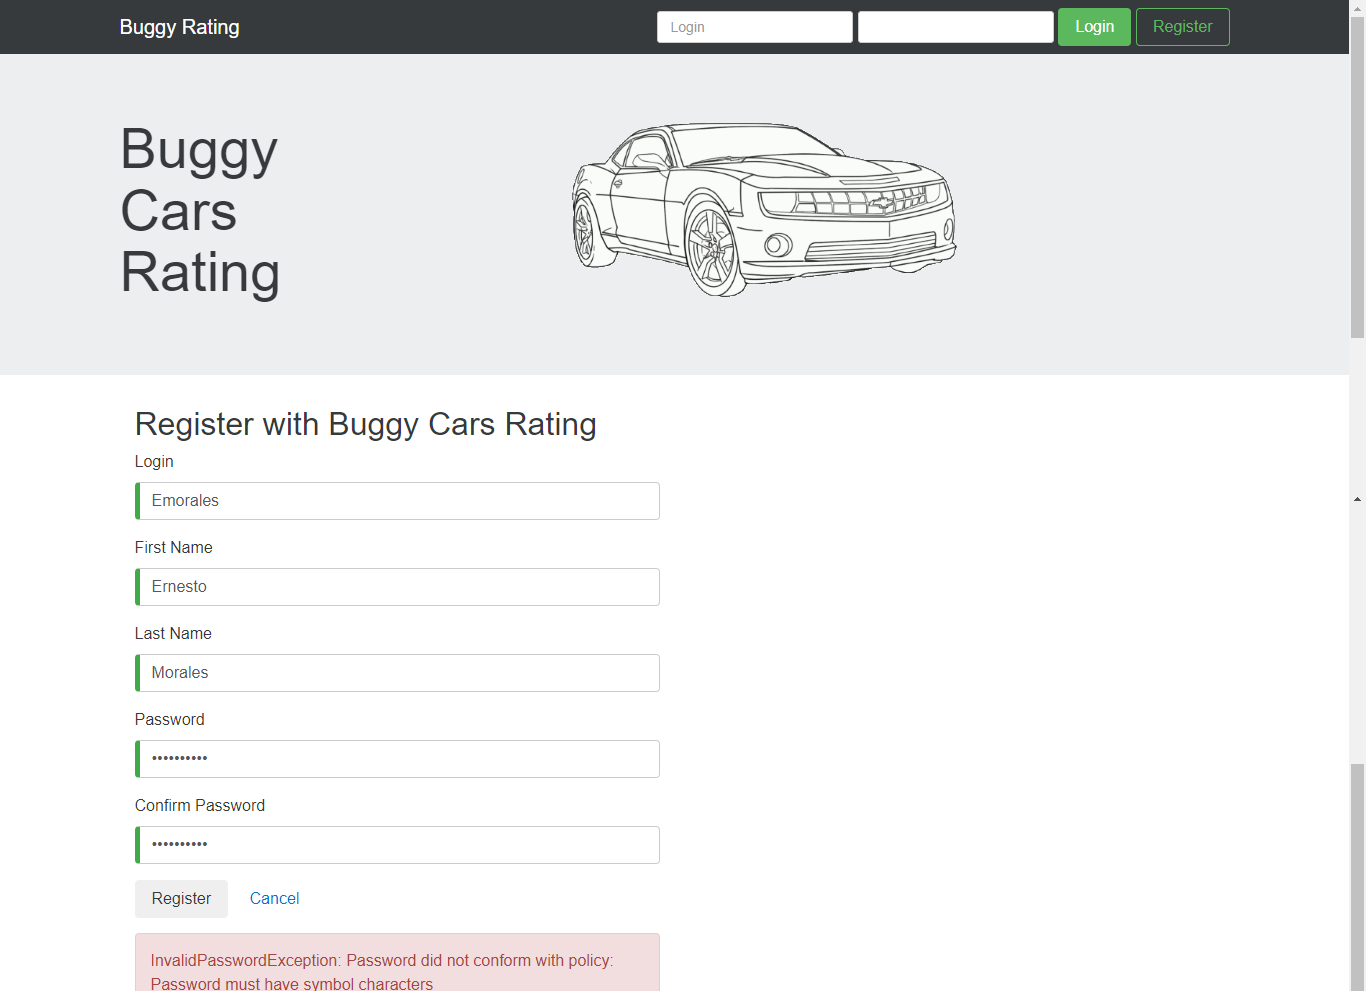 Buggy Rating
Login
Login
Register
Buggy
Cars
Rating
Register with Buggy Cars Rating
Login
Emorales
First Name
Ernesto
Last Name
Morales
Password
••••••••••
Confirm Password
••••••••••
Register
Cancel
InvalidPasswordException: Password did not conform with policy:
Password must have symbol characters